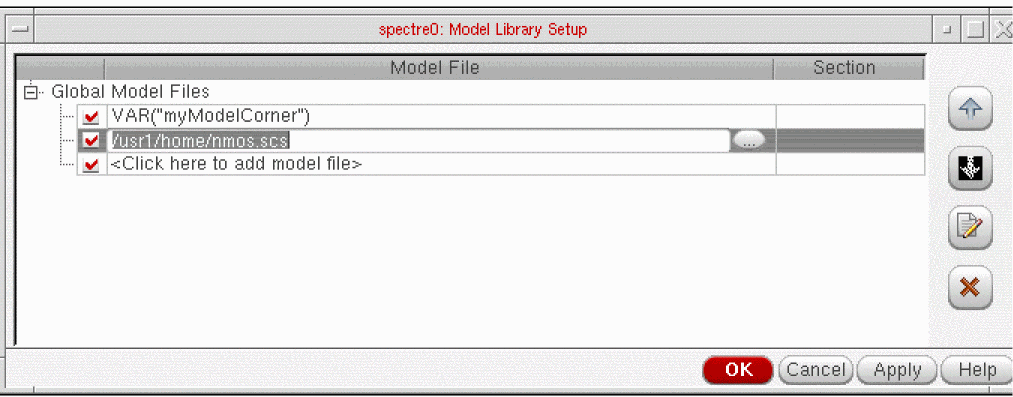 spectre0: Model Library Setup
Model File Section
Global Model Files
VAR("myModelCorner")
/usr1/home/nmos.scs ...
<Click here to add model file>
OK Cancel Apply Help